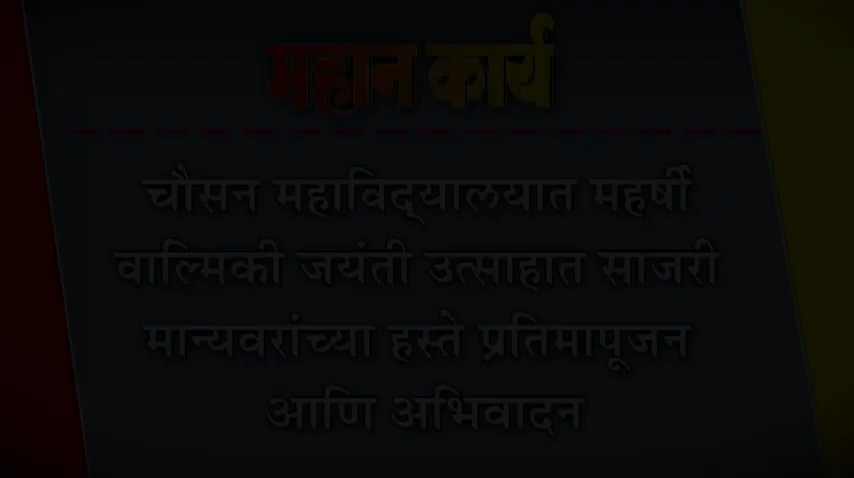 महान कार्य
चौसन महाविद्यालयात महर्षी
वाल्मिकी जयंती उत्साहात साजरी
मान्यवरांच्या हस्ते प्रतिमापूजन
आणि अभिवादन